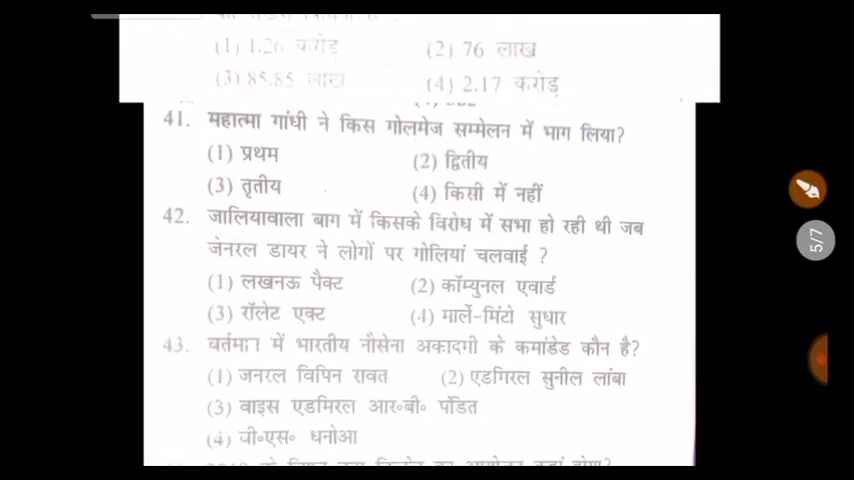 (1) 1.26 करोड़ (2) 76 लाख
(3) 85.85 लाख (4) 2.17 करोड़
41. महात्मा गांधी ने किस गोलमेज सम्मेलन में भाग लिया?
(1) प्रथम (2) द्वितीय
(3) तृतीय (4) किसी में नहीं
42. जालियावाला बाग में किसके विरोध में सभा हो रही थी जब
जेनरल डायर ने लोगों पर गोलियां चलवाई ?
(1) लखनऊ पैक्ट (2) कॉम्युनल एवार्ड
(3) रॉलेट एक्ट (4) मार्ले-मिंटो सुधार
43. वर्तमान में भारतीय नौसेना अकादगी के कमांडेड कौन है?
(1) जनरल विपिन रावत (2) एडगिरल सुनील लांबा
(3) वाइस एडमिरल आर॰बी॰ पंडित
(4) वी॰एस॰ धनोआ
5/7